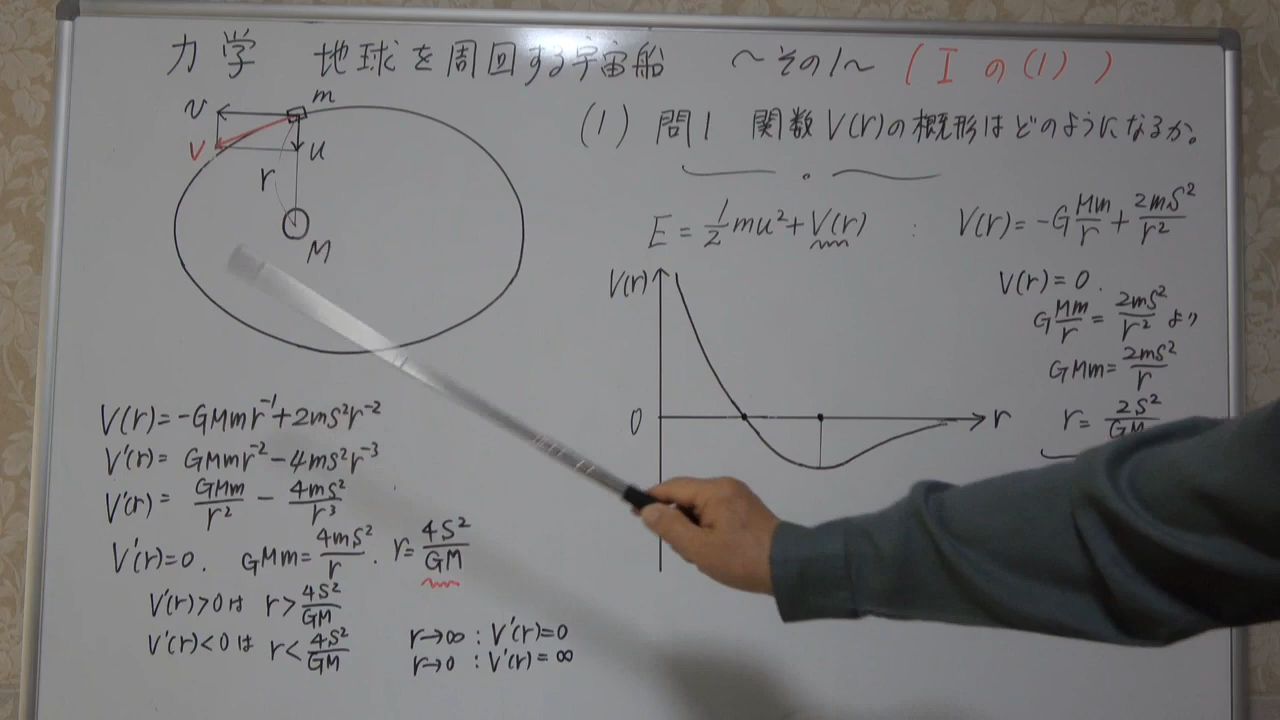 力学 地球を周回する宇宙船 ～その1～ (I の(1))
(1) 問1 関数V(r)の概形はどのようになるか。
m
v
V
u
r
M
E = 1/2 mu² + V(r) : V(r) = -G Mm/r + 2mS²/r²
V(r)
0
r
V(r) = 0.
G Mm/r = 2mS²/r² より
GMm = 2mS²/r
r = 2S²/GM
V(r) = -GMmr⁻¹ + 2mS²r⁻²
V'(r) = GMmr⁻² - 4mS²r⁻³
V'(r) = GMm/r² - 4mS²/r³
V'(r) = 0. GMm = 4mS²/r. r = 4S²/GM
V'(r) > 0 は r > 4S²/GM
V'(r) < 0 は r < 4S²/GM
r→∞ : V'(r) = 0
r→0 : V'(r) = ∞